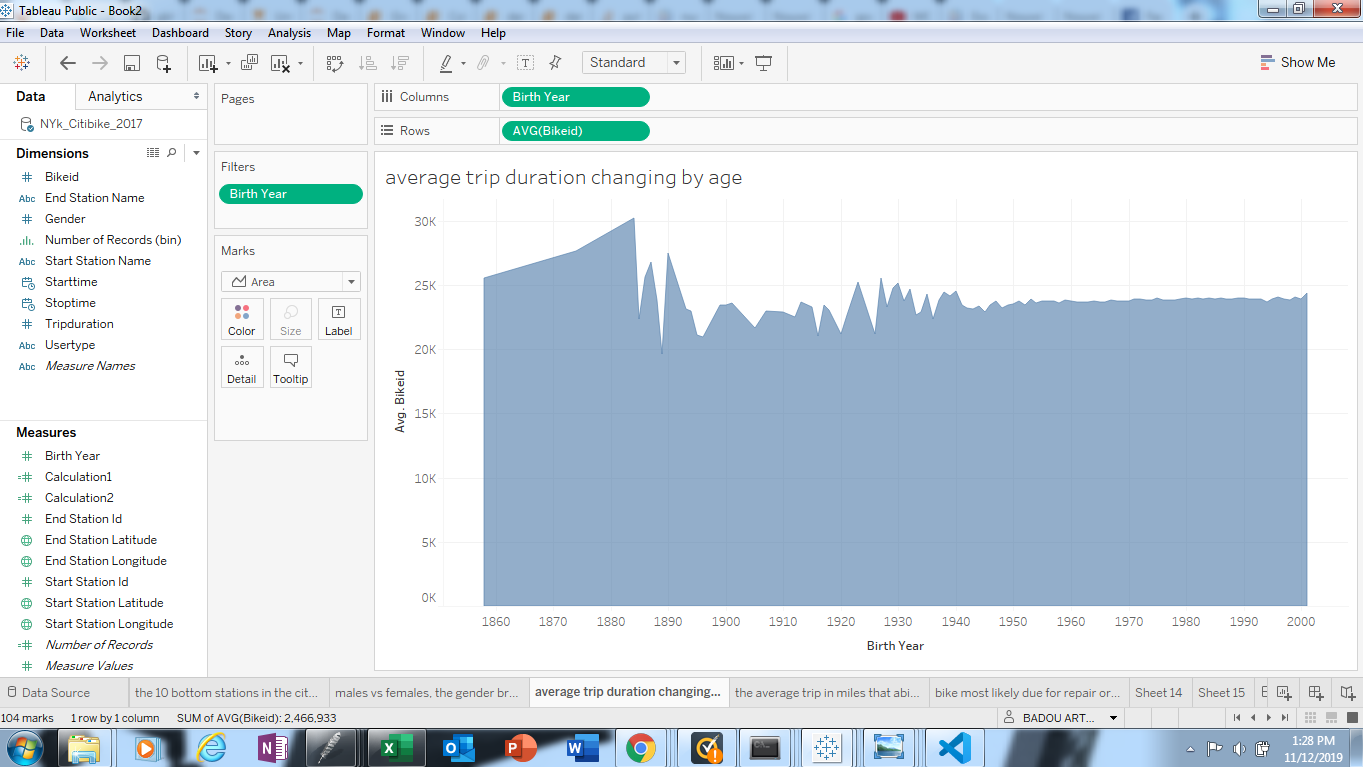 Tableau Public - Book2
File Data Worksheet Dashboard Story Analysis Map Format Window Help
Standard
Show Me
Data Analytics
NYk_Citibike_2017
Dimensions
# Bikeid
Abc End Station Name
# Gender
Number of Records (bin)
Abc Start Station Name
Starttime
Stoptime
# Tripduration
Abc Usertype
Abc Measure Names
Measures
# Birth Year
=# Calculation1
=# Calculation2
# End Station Id
End Station Latitude
End Station Longitude
# Start Station Id
Start Station Latitude
Start Station Longitude
=# Number of Records
# Measure Values
Pages
Filters
Birth Year
Marks
Area
Color Size Label
Detail Tooltip
Columns Birth Year
Rows AVG(Bikeid)
average trip duration changing by age
30K
25K
20K
15K
10K
5K
0K
Avg. Bikeid
1860 1870 1880 1890 1900 1910 1920 1930 1940 1950 1960 1970 1980 1990 2000
Birth Year
Data Source the 10 bottom stations in the cit... males vs females, the gender br... average trip duration changing... the average trip in miles that abi... bike most likely due for repair or... Sheet 14 Sheet 15
104 marks 1 row by 1 column SUM of AVG(Bikeid): 2,466,933 BADOU ART...
1:28 PM
11/12/2019